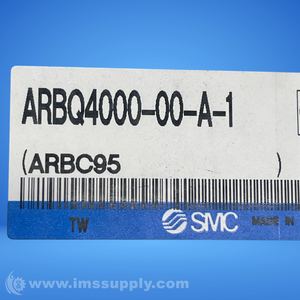 ARBQ4000-00-A-1
(ARBC95 )
TW
SMC MADE IN
© www.imssupply.com